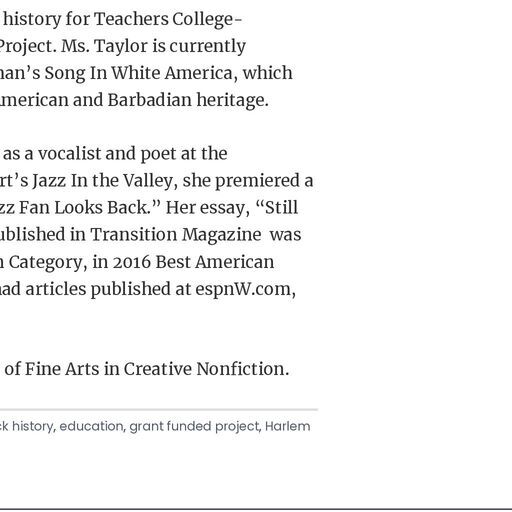 history for Teachers College-
Project. Ms. Taylor is currently
an's Song In White America, which
merican and Barbadian heritage.
as a vocalist and poet at the
rt's Jazz In the Valley, she premiered a
zz Fan Looks Back." Her essay, "Still
ublished in Transition Magazine was
Category, in 2016 Best American
had articles published at espnW.com,
of Fine Arts in Creative Nonfiction.
ck history, education, grant funded project, Harlem